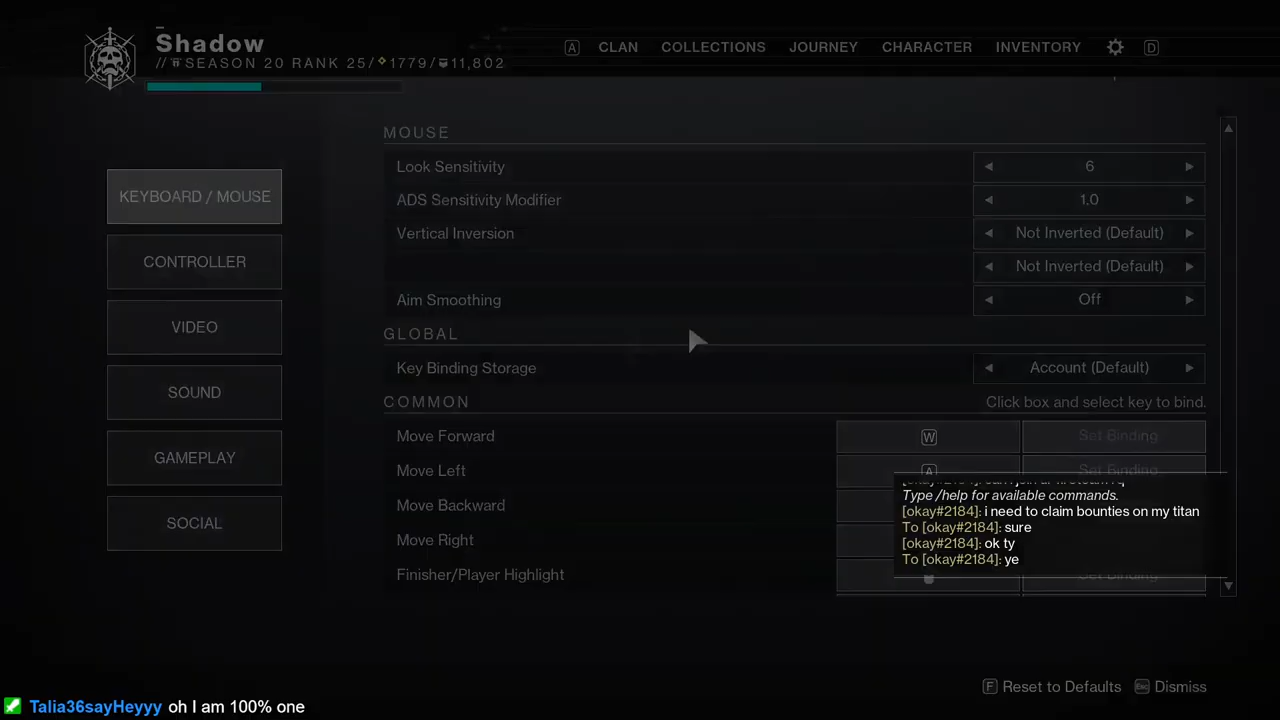 Shadow
// SEASON 20 RANK 25/ 1779/ 11,802
A CLAN COLLECTIONS JOURNEY CHARACTER INVENTORY D
KEYBOARD / MOUSE
CONTROLLER
VIDEO
SOUND
GAMEPLAY
SOCIAL
MOUSE
Look Sensitivity 6
ADS Sensitivity Modifier 1.0
Vertical Inversion Not Inverted (Default)
Not Inverted (Default)
Aim Smoothing Off
GLOBAL
Key Binding Storage Account (Default)
COMMON Click box and select key to bind.
Move Forward W Set Binding
Move Left A Set Binding
Move Backward
Move Right
Finisher/Player Highlight Set Binding
Type /help for available commands.
[okay#2184]: i need to claim bounties on my titan
To [okay#2184]: sure
[okay#2184]: ok ty
To [okay#2184]: ye
F Reset to Defaults Esc Dismiss
Talia36sayHeyyy oh I am 100% one